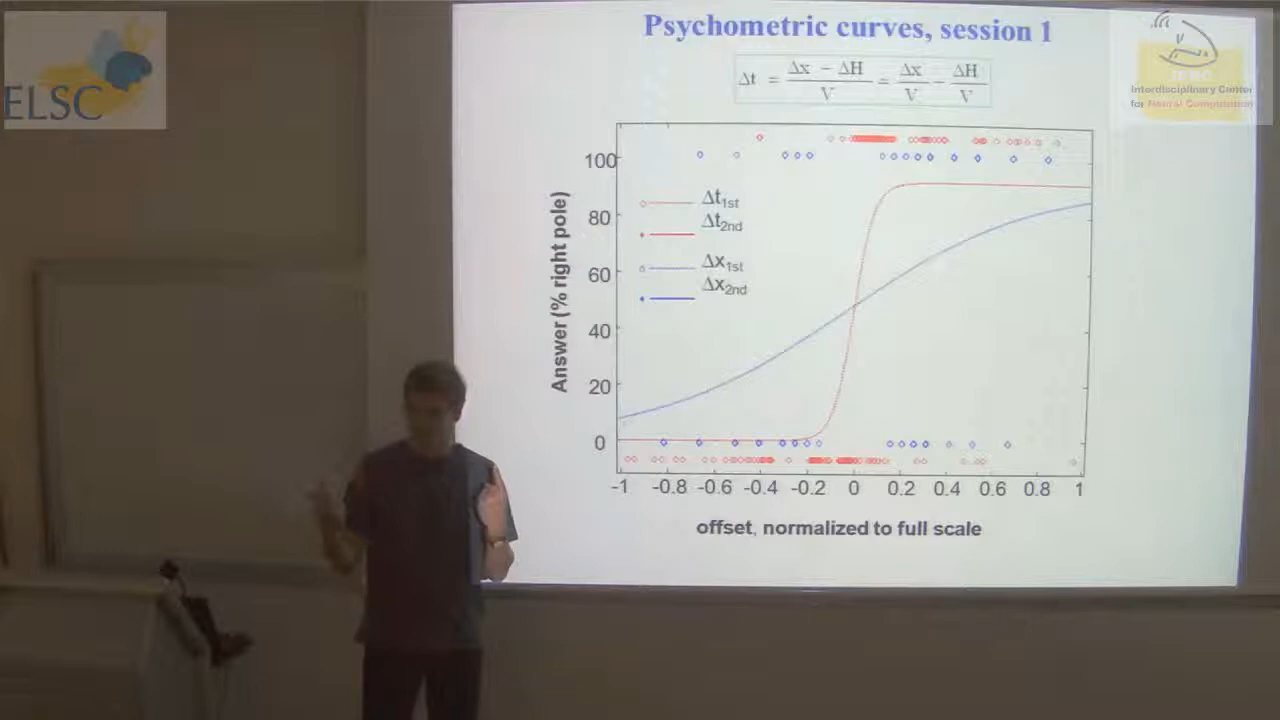 ELSC
Psychometric curves, session 1
Δt = Δx − ΔH / V = Δx / V − ΔH / V
Interdisciplinary Center
for Neural Computation
Answer (% right pole)
100
80
60
40
20
0
Δt1st
Δt2nd
Δx1st
Δx2nd
-1 -0.8 -0.6 -0.4 -0.2 0 0.2 0.4 0.6 0.8 1
offset, normalized to full scale